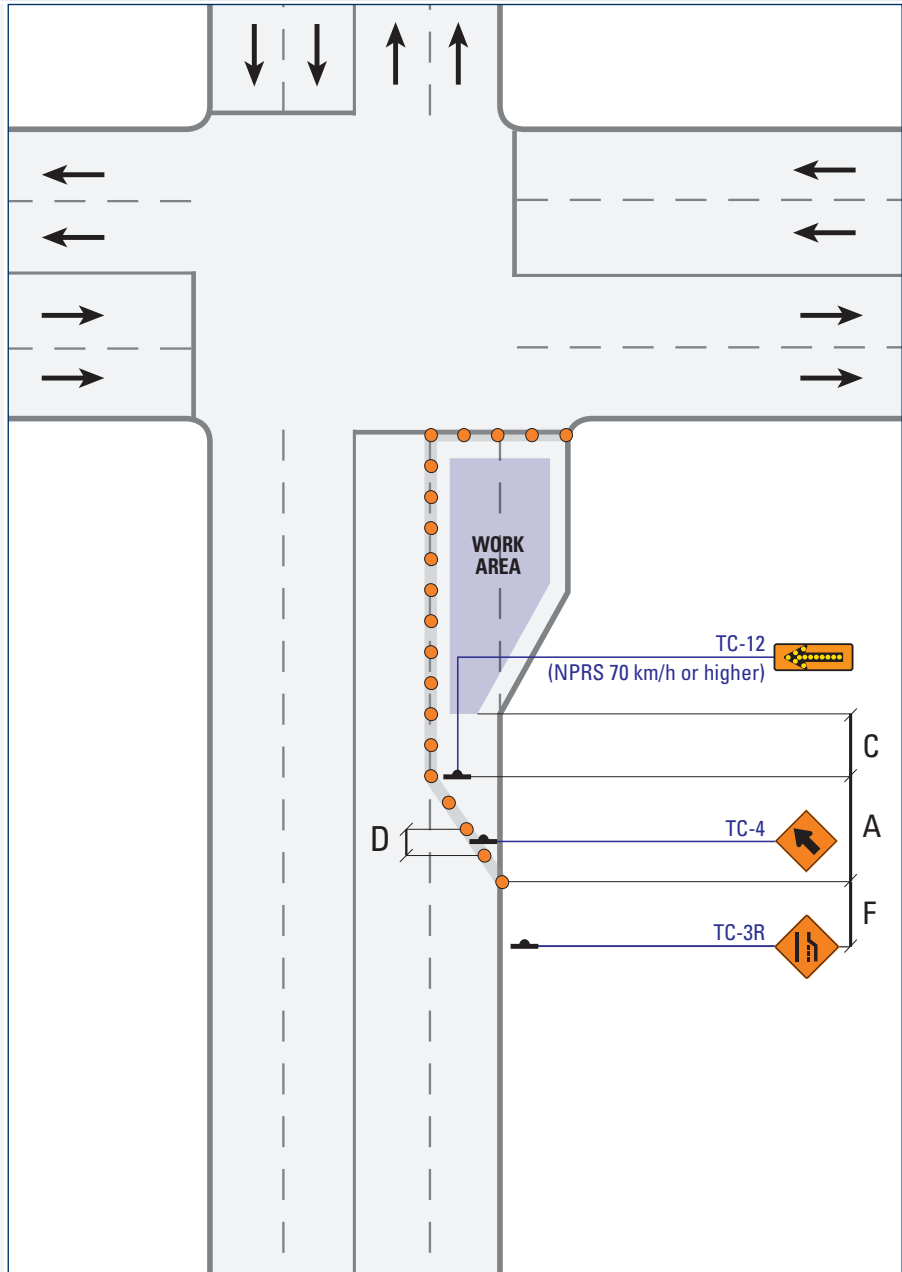 WORK
AREA
TC-12
(NPRS 70 km/h or higher)
C
D
TC-4
A
F
TC-3R